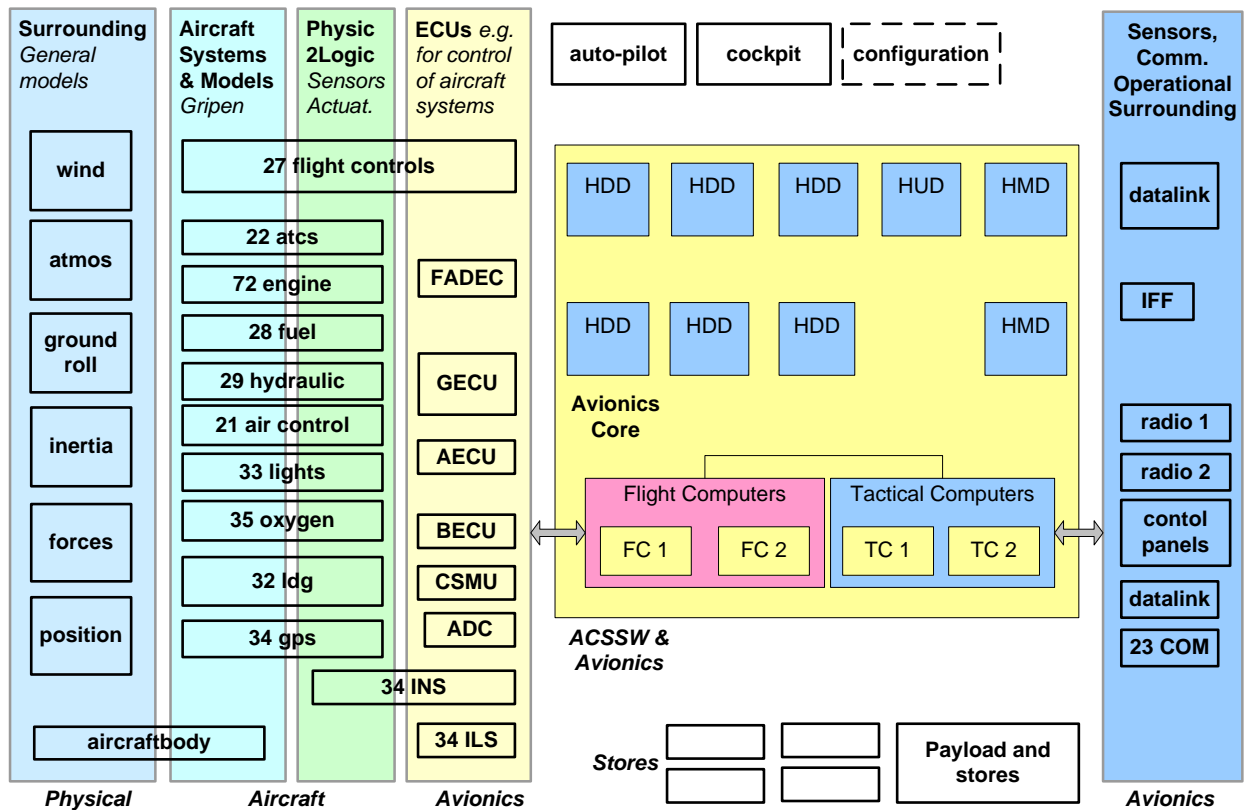 Surrounding
General
models
wind
atmos
ground
roll
inertia
forces
position
aircraftbody
Physical
Aircraft
Systems
& Models
Gripen
Physic
2Logic
Sensors
Actuat.
27 flight controls
22 atcs
72 engine
28 fuel
29 hydraulic
21 air control
33 lights
35 oxygen
32 ldg
34 gps
34 INS
Aircraft
ECUs e.g.
for control
of aircraft
systems
FADEC
GECU
AECU
BECU
CSMU
ADC
34 ILS
Avionics
auto-pilot
cockpit
configuration
HDD
HDD
HDD
HUD
HMD
HDD
HDD
HDD
HMD
Avionics
Core
Flight Computers
FC 1
FC 2
Tactical Computers
TC 1
TC 2
ACSSW &
Avionics
Stores
Payload and
stores
Sensors,
Comm.
Operational
Surrounding
datalink
IFF
radio 1
radio 2
contol
panels
datalink
23 COM
Avionics